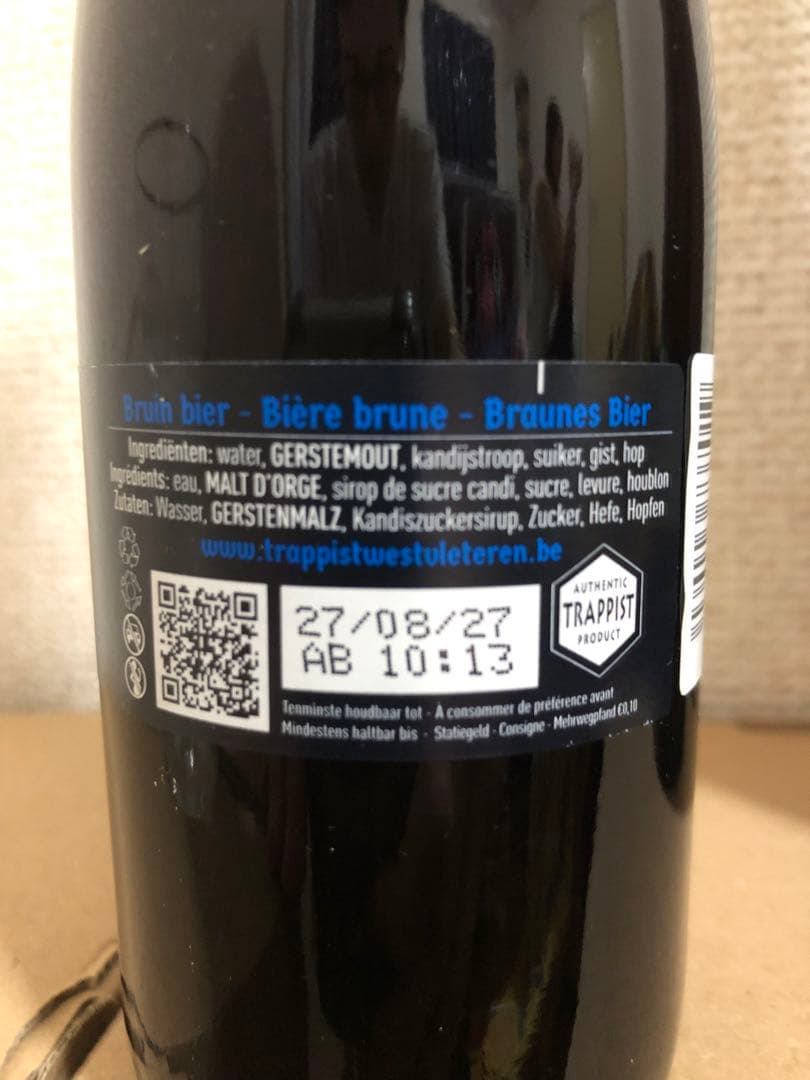 Bruin bier - Bière brune - Braunes Bier
Ingrediënten: water, GERSTEMOUT, kandijstroop, suiker, gist, hop
Ingrédients: eau, MALT D'ORGE, sirop de sucre candi, sucre, levure, houblon
Zutaten: Wasser, GERSTENMALZ, Kandiszuckersirup, Zucker, Hefe, Hopfen
www.trappistwestvleteren.be
27/08/27
AB 10:13
AUTHENTIC
TRAPPIST
PRODUCT
Tenminste houdbaar tot - À consommer de préférence avant
Mindestens haltbar bis - Statiegeld - Consigne - Mehrwegpfand €0,10